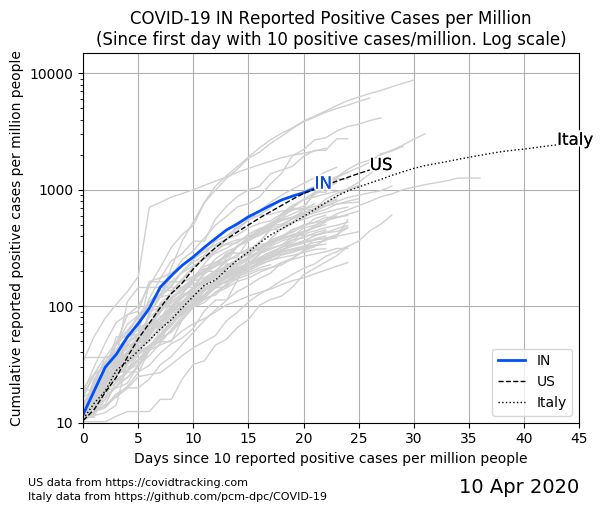 COVID-19 IN Reported Positive Cases per Million
(Since first day with 10 positive cases/million. Log scale)
Cumulative reported positive cases per million people
10000
1000
100
10
Italy
US
IN
IN
US
Italy
0 5 10 15 20 25 30 35 40 45
Days since 10 reported positive cases per million people
US data from https://covidtracking.com
Italy data from https://github.com/pcm-dpc/COVID-19
10 Apr 2020